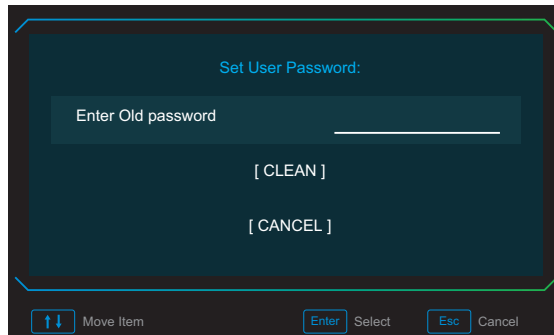 Set User Password:
Enter Old password
[ CLEAN ]
[ CANCEL ]
↑↓ Move Item Enter Select Esc Cancel